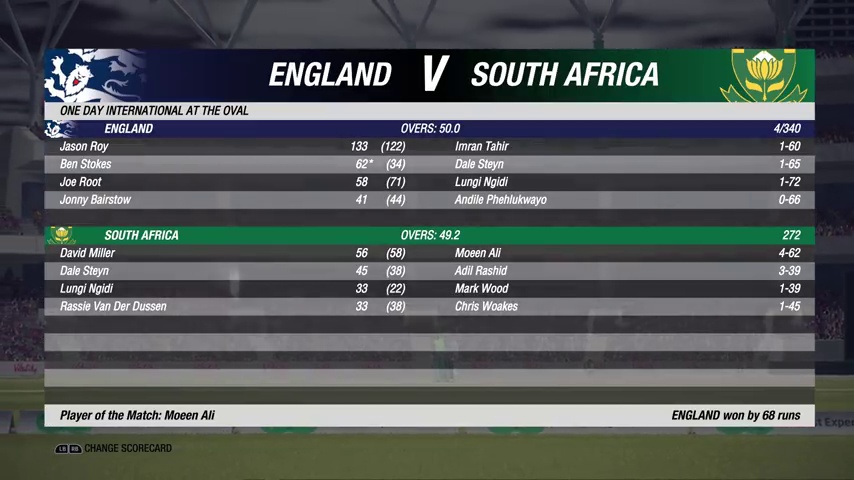 ENGLAND V SOUTH AFRICA
ONE DAY INTERNATIONAL AT THE OVAL
ENGLAND OVERS: 50.0 4/340
Jason Roy 133 (122) Imran Tahir 1-60
Ben Stokes 62* (34) Dale Steyn 1-65
Joe Root 58 (71) Lungi Ngidi 1-72
Jonny Bairstow 41 (44) Andile Phehlukwayo 0-66
SOUTH AFRICA OVERS: 49.2 272
David Miller 56 (58) Moeen Ali 4-62
Dale Steyn 45 (38) Adil Rashid 3-39
Lungi Ngidi 33 (22) Mark Wood 1-39
Rassie Van Der Dussen 33 (38) Chris Woakes 1-45
Player of the Match: Moeen Ali ENGLAND won by 68 runs
LB RB CHANGE SCORECARD